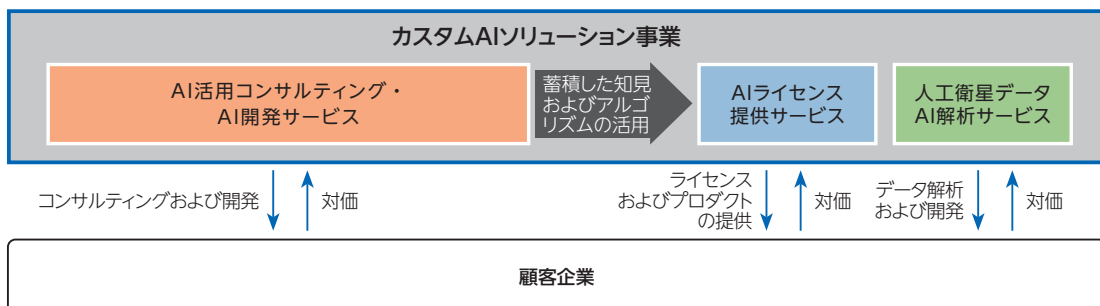 カスタムAIソリューション事業
AI活用コンサルティング・
AI開発サービス
蓄積した知見
およびアルゴ
リズムの活用
AIライセンス
提供サービス
人工衛星データ
AI解析サービス
コンサルティングおよび開発
対価
ライセンス
およびプロダクト
の提供
対価
データ解析
および開発
対価
顧客企業